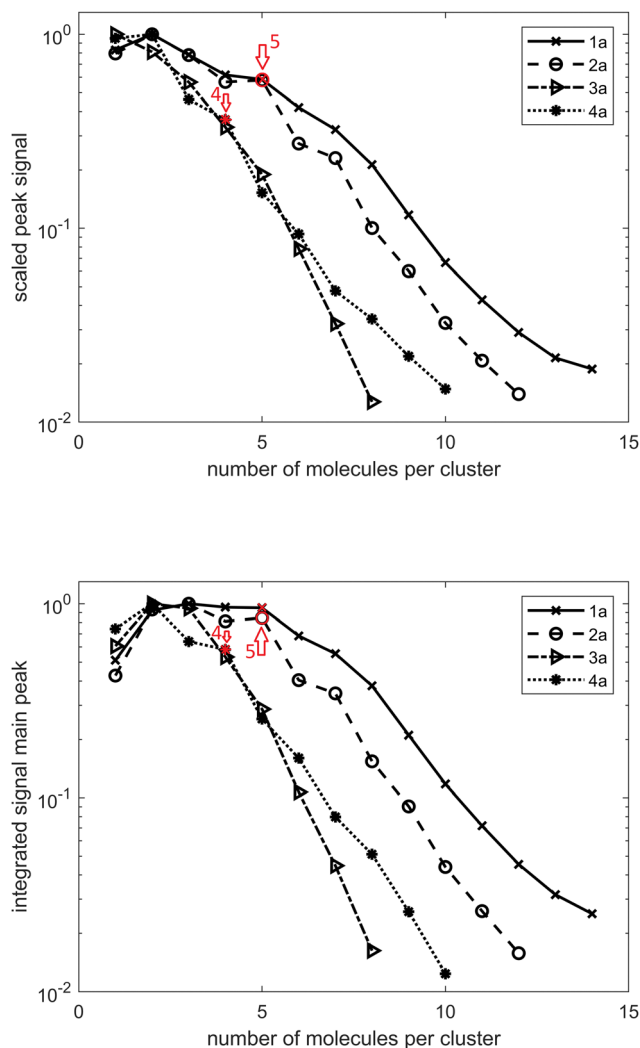 10^0
10^-1
10^-2
scaled peak signal
0
5
10
15
number of molecules per cluster
1a
2a
3a
4a
5
4
10^0
10^-1
10^-2
integrated signal main peak
0
5
10
15
number of molecules per cluster
1a
2a
3a
4a
4
5